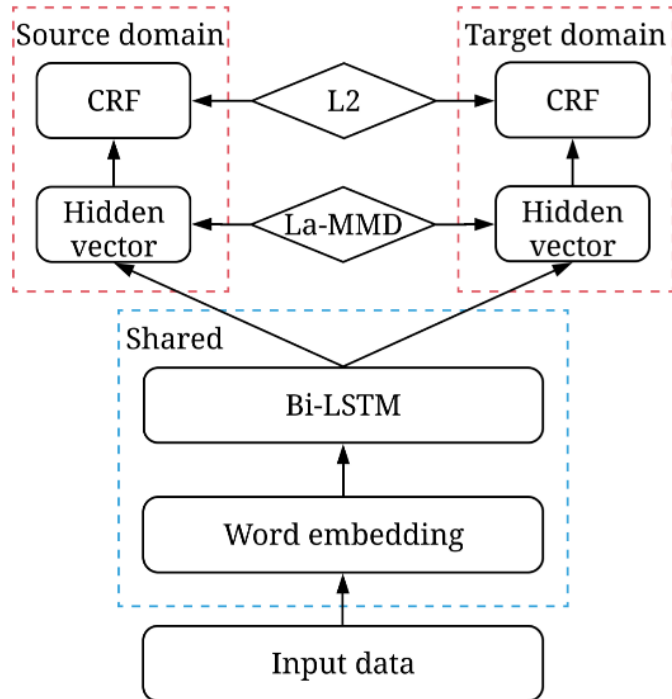 Source domain
Target domain
CRF
L2
CRF
Hidden
vector
La-MMD
Hidden
vector
Shared
Bi-LSTM
Word embedding
Input data